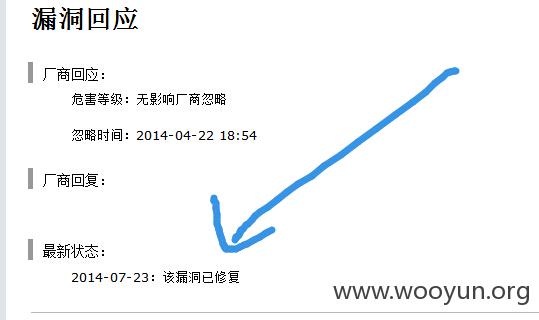 漏洞回应
厂商回应：
危害等级：无影响厂商忽略
忽略时间：2014-04-22 18:54
厂商回复：
最新状态：
2014-07-23：该漏洞已修复
www.wooyun.org